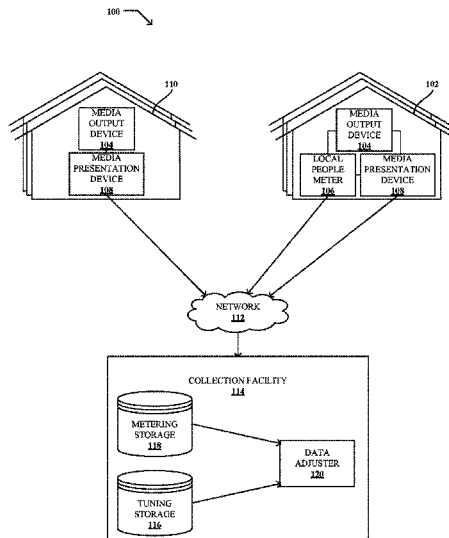 100
110
102
MEDIA
OUTPUT
DEVICE
104
MEDIA
PRESENTATION
DEVICE
108
MEDIA
OUTPUT
DEVICE
104
LOCAL
PEOPLE
METER
106
MEDIA
PRESENTATION
DEVICE
108
NETWORK
112
COLLECTION FACILITY
114
METERING
STORAGE
118
DATA
ADJUSTER
120
TUNING
STORAGE
116